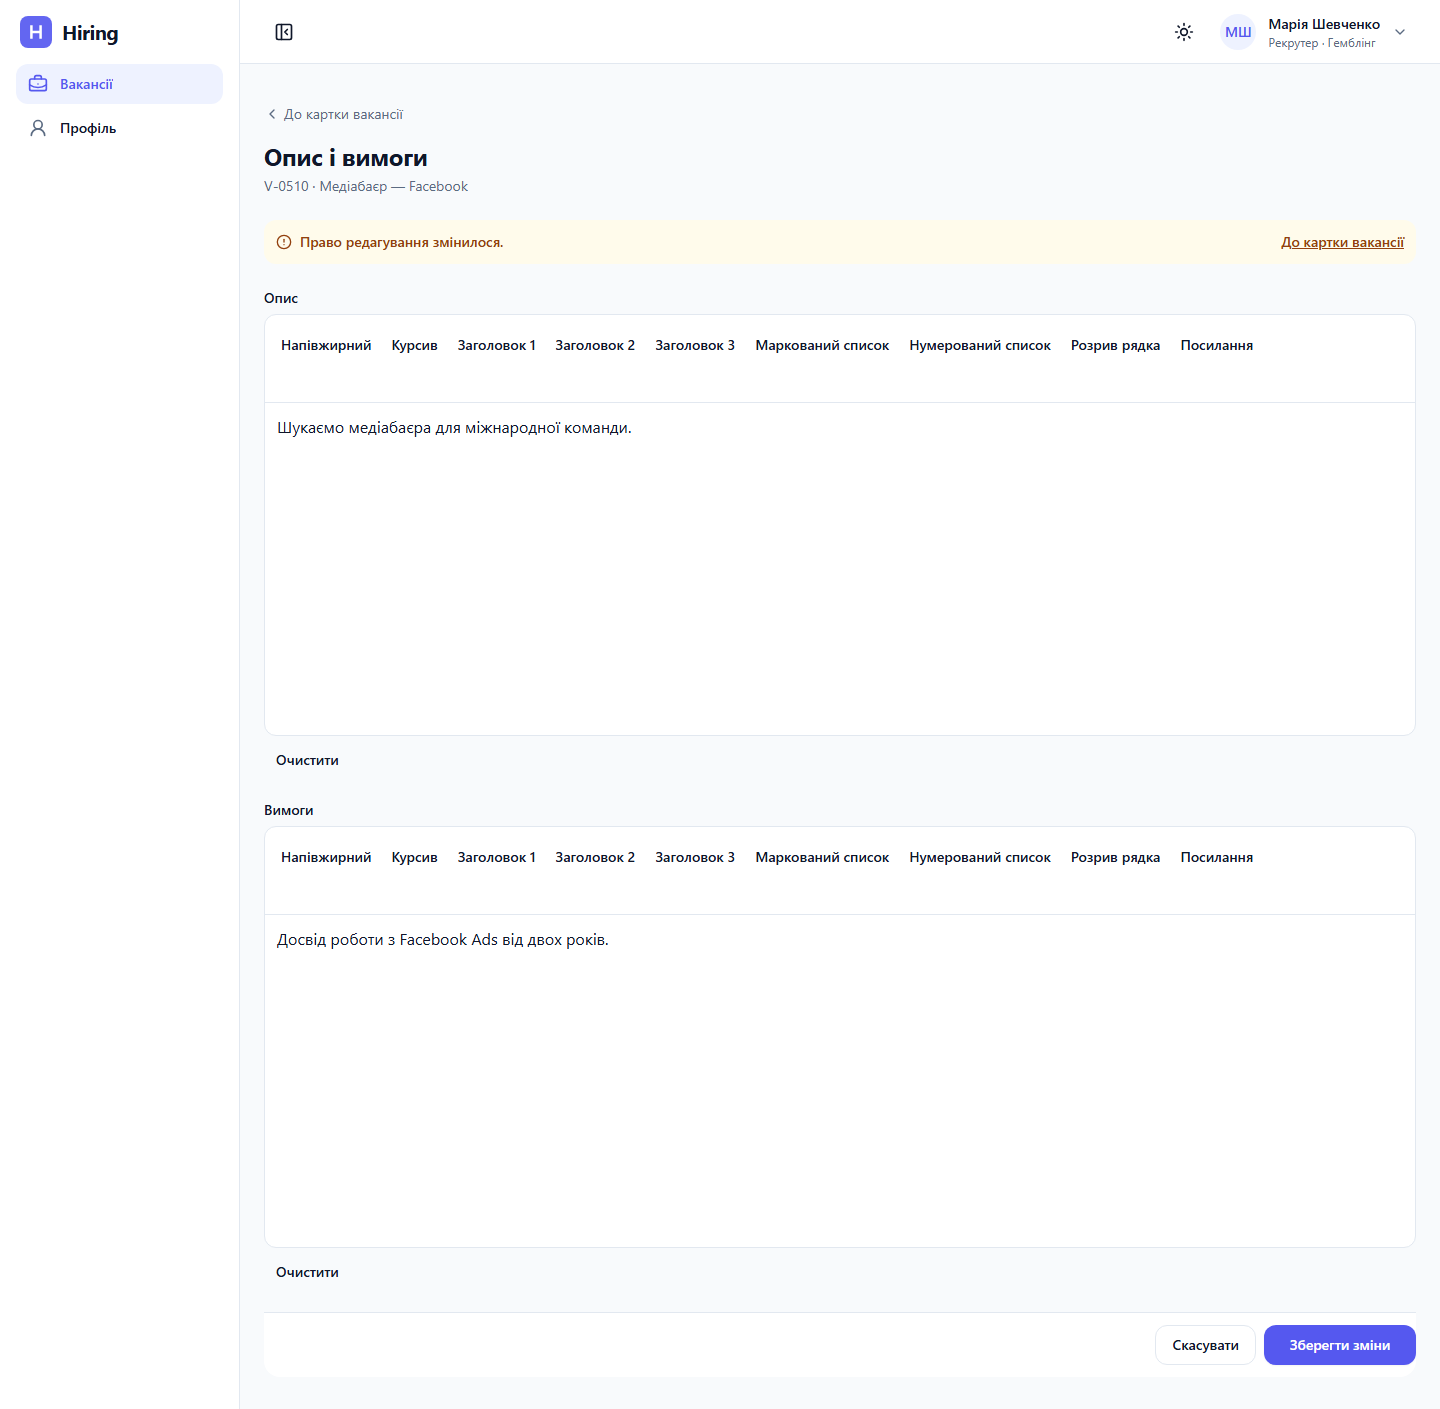 H Hiring
Вакансії
Профіль
МШ
Марія Шевченко
Рекрутер · Гемблінг
До картки вакансії
Опис і вимоги
V-0510 · Медіабаєр — Facebook
Право редагування змінилося.
До картки вакансії
Опис
Напівжирний Курсив Заголовок 1 Заголовок 2 Заголовок 3 Маркований список Нумерований список Розрив рядка Посилання
Шукаємо медіабаєра для міжнародної команди.
Очистити
Вимоги
Напівжирний Курсив Заголовок 1 Заголовок 2 Заголовок 3 Маркований список Нумерований список Розрив рядка Посилання
Досвід роботи з Facebook Ads від двох років.
Очистити
Скасувати Зберегти зміни